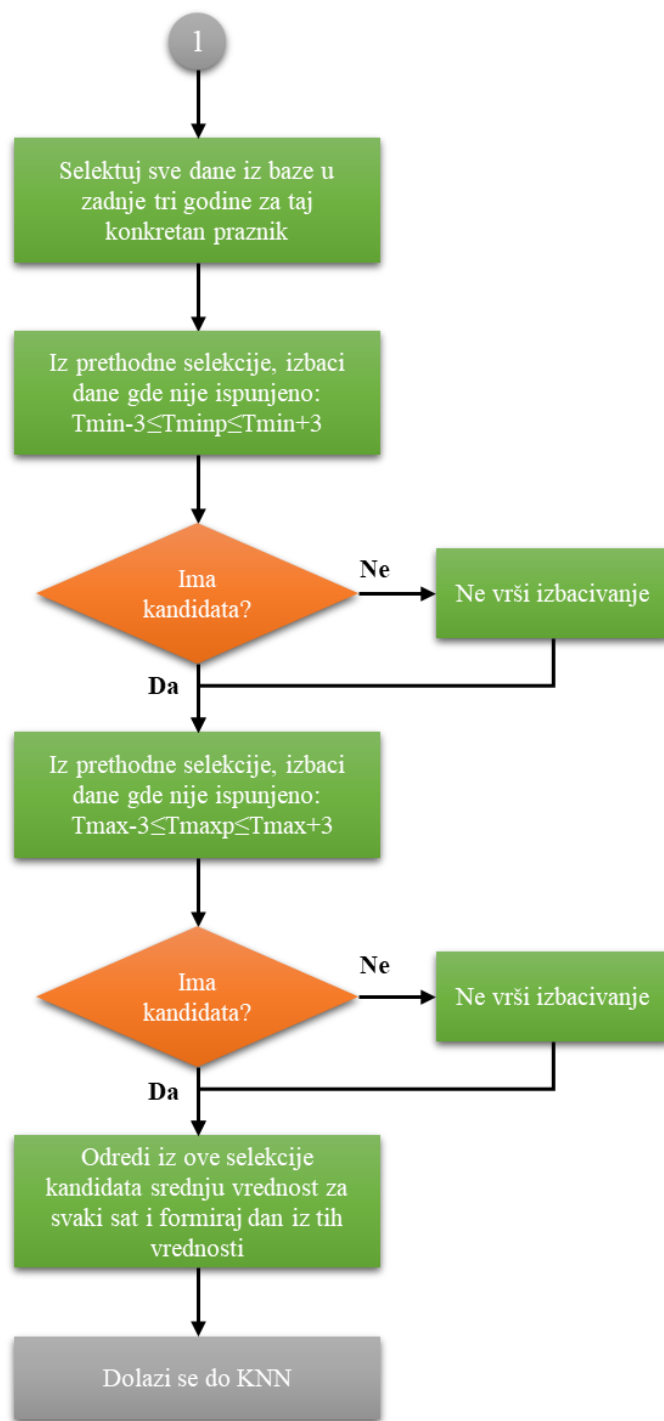 1
Selektuj sve dane iz baze u
zadnje tri godine za taj
konkretan praznik
Iz prethodne selekcije, izbaci
dane gde nije ispunjeno:
Tmin-3≤Tminp≤Tmin+3
Ima
kandidata?
Ne
Ne vrši izbacivanje
Da
Iz prethodne selekcije, izbaci
dane gde nije ispunjeno:
Tmax-3≤Tmaxp≤Tmax+3
Ima
kandidata?
Ne
Ne vrši izbacivanje
Da
Odredi iz ove selekcije
kandidata srednju vrednost za
svaki sat i formiraj dan iz tih
vrednosti
Dolazi se do KNN